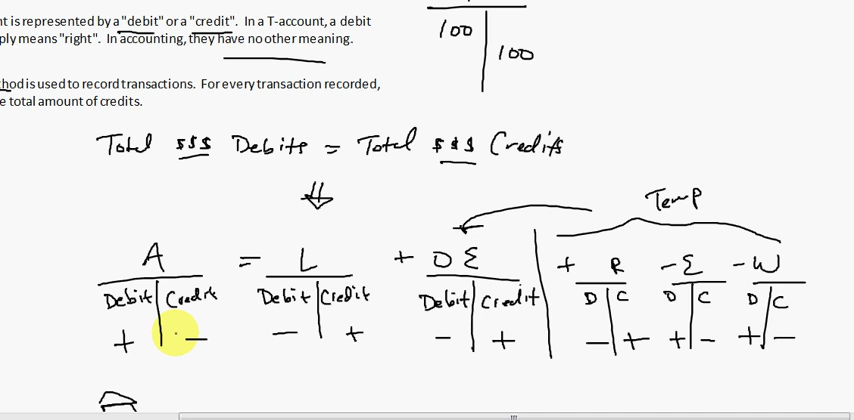 nt is represented by a "debit" or a "credit". In a T-account, a debit
ply means "right". In accounting, they have no other meaning.
hod is used to record transactions. For every transaction recorded,
e total amount of credits.
100
100
Total $$$ Debits = Total $$$ Credits
Temp
A = L + OE + R - E - W
Debit Credit Debit Credit Debit Credit D C D C D C
+ - - + - + - + + - + -